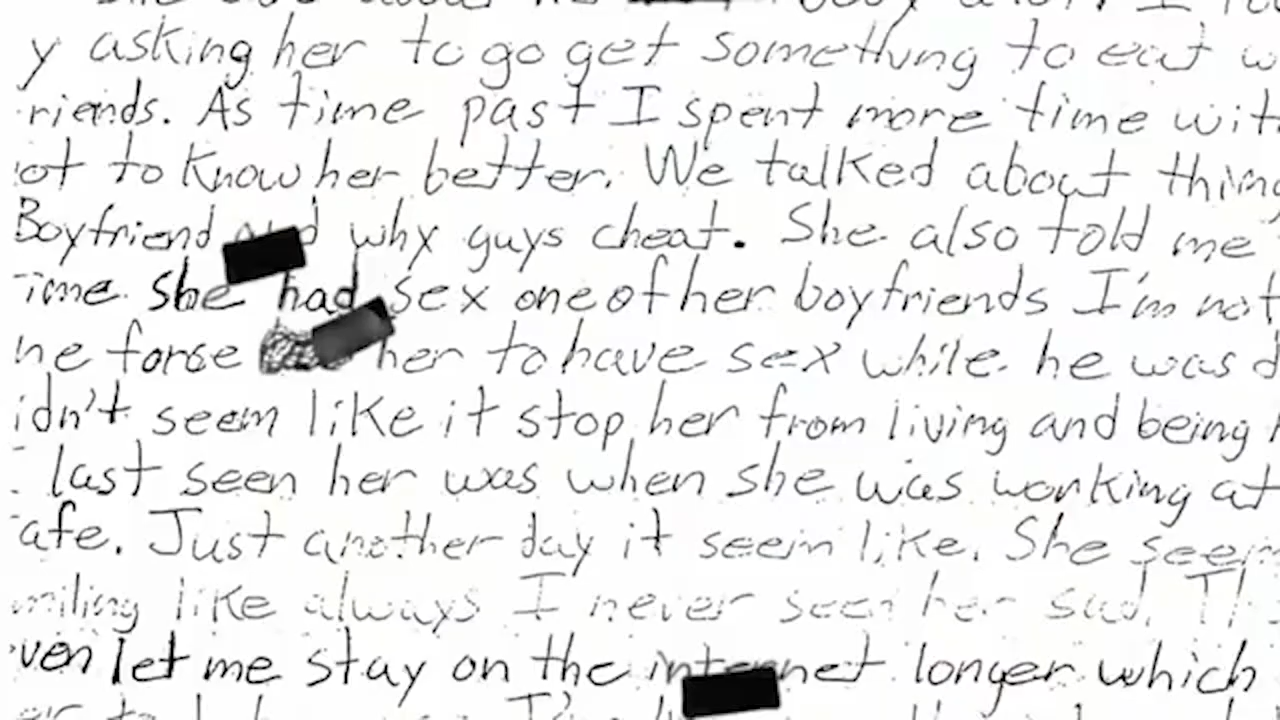 y asking her to go get something to eat w
riends. As time past I spent more time wit
ot to know her better. We talked about thing
Boyfriend and why guys cheat. She also told me
ime She had sex one of her boyfriends I'm not
he forse her to have sex while he was d
idn't seem like it stop her from living and being
I last seen her was when she was working at
afe. Just another day it seem like. She seem
miling like always I never seen her sad. Th
ven let me stay on the internet longer which